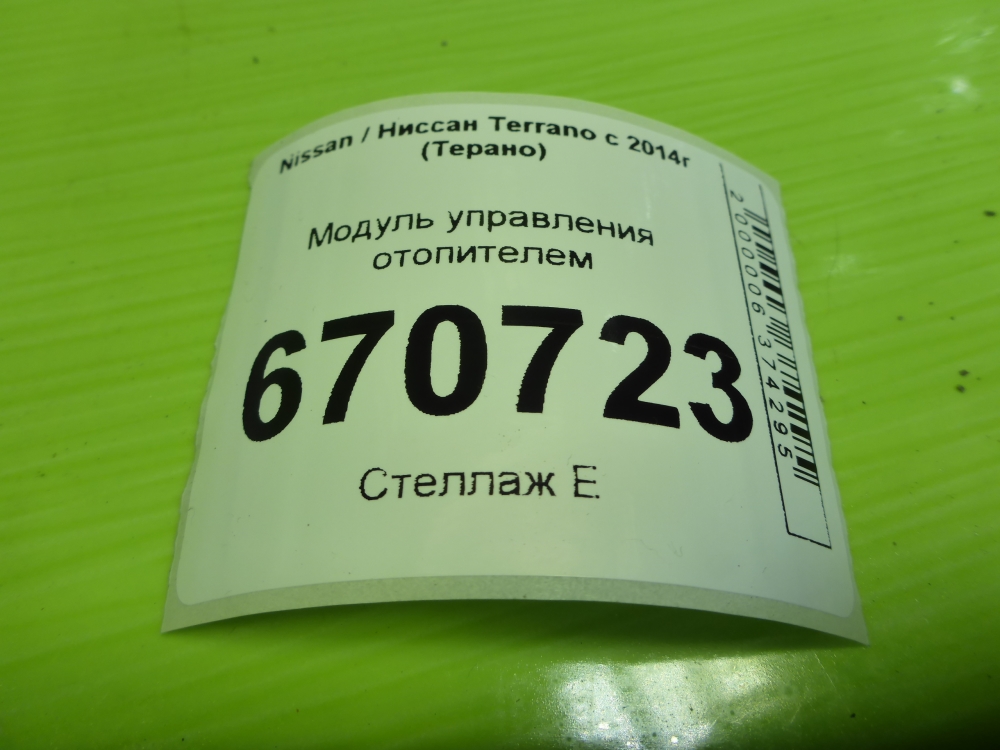 Nissan / Ниссан Terrano с 2014г
(Терано)
Модуль управления
отопителем
670723
Стеллаж Е
2000006374295